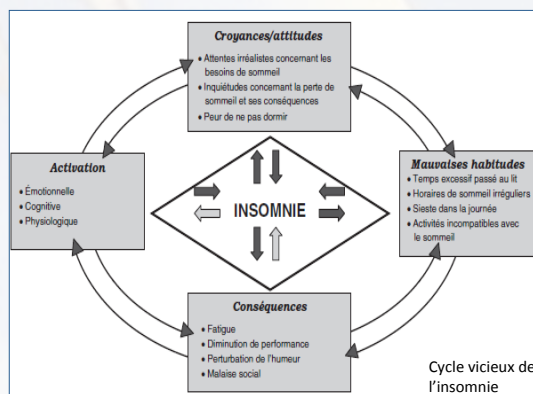 Croyances/attitudes
• Attentes irréalistes concernant les
besoins de sommeil
• Inquiétudes concernant la perte de
sommeil et ses conséquences
• Peur de ne pas dormir
Activation
• Émotionnelle
• Cognitive
• Physiologique
INSOMNIE
Mauvaises habitudes
• Temps excessif passé au lit
• Horaires de sommeil irréguliers
• Sieste dans la journée
• Activités incompatibles avec
le sommeil
Conséquences
• Fatigue
• Diminution de performance
• Perturbation de l'humeur
• Malaise social
Cycle vicieux de
l'insomnie